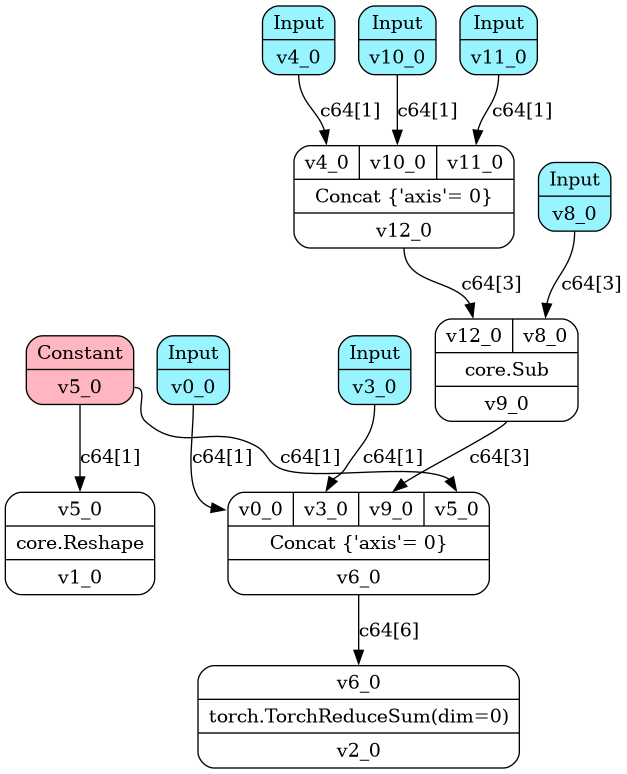 Input
v4_0
Input
v10_0
Input
v11_0
c64[1]
c64[1]
c64[1]
v4_0 v10_0 v11_0
Concat {'axis'= 0}
v12_0
Input
v8_0
c64[3]
c64[3]
v12_0 v8_0
core.Sub
v9_0
Constant
v5_0
Input
v0_0
Input
v3_0
c64[1]
c64[1]
c64[1]
c64[1]
c64[3]
v5_0
core.Reshape
v1_0
v0_0 v3_0 v9_0 v5_0
Concat {'axis'= 0}
v6_0
c64[6]
v6_0
torch.TorchReduceSum(dim=0)
v2_0